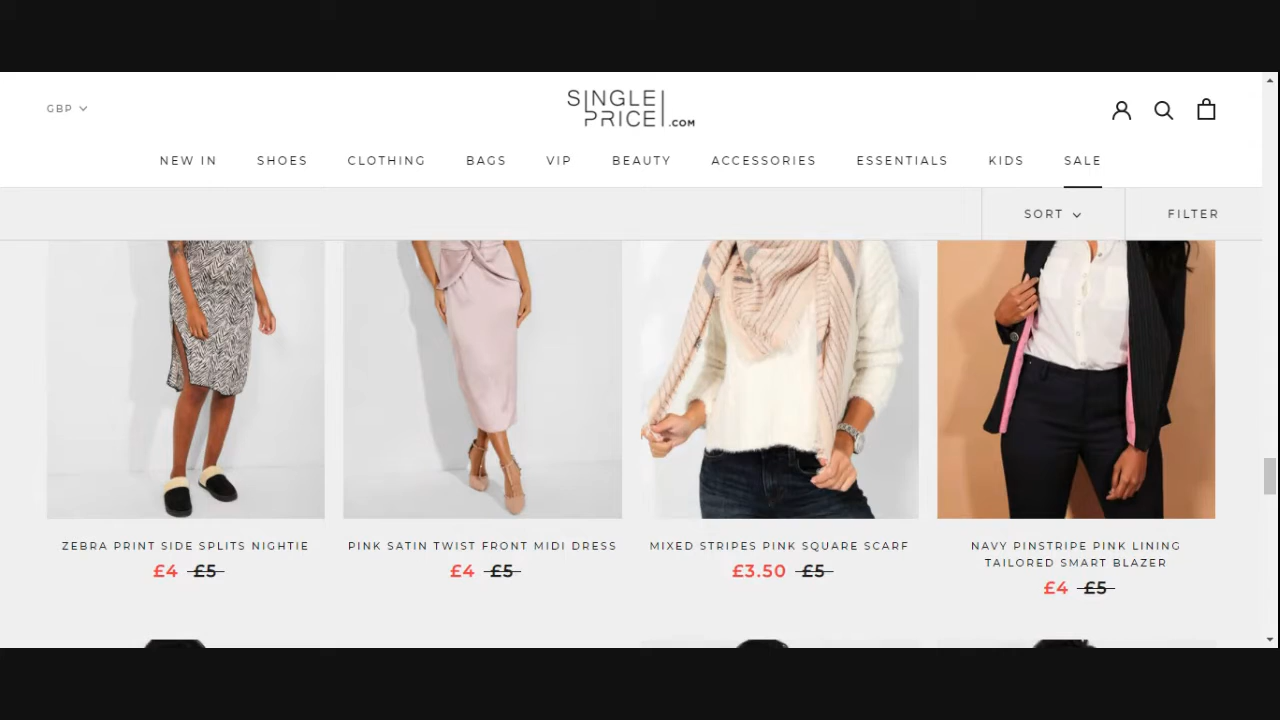 GBP
SINGLE
PRICE.COM
NEW IN SHOES CLOTHING BAGS VIP BEAUTY ACCESSORIES ESSENTIALS KIDS SALE
SORT FILTER
ZEBRA PRINT SIDE SPLITS NIGHTIE
£4 £5
PINK SATIN TWIST FRONT MIDI DRESS
£4 £5
MIXED STRIPES PINK SQUARE SCARF
£3.50 £5
NAVY PINSTRIPE PINK LINING
TAILORED SMART BLAZER
£4 £5